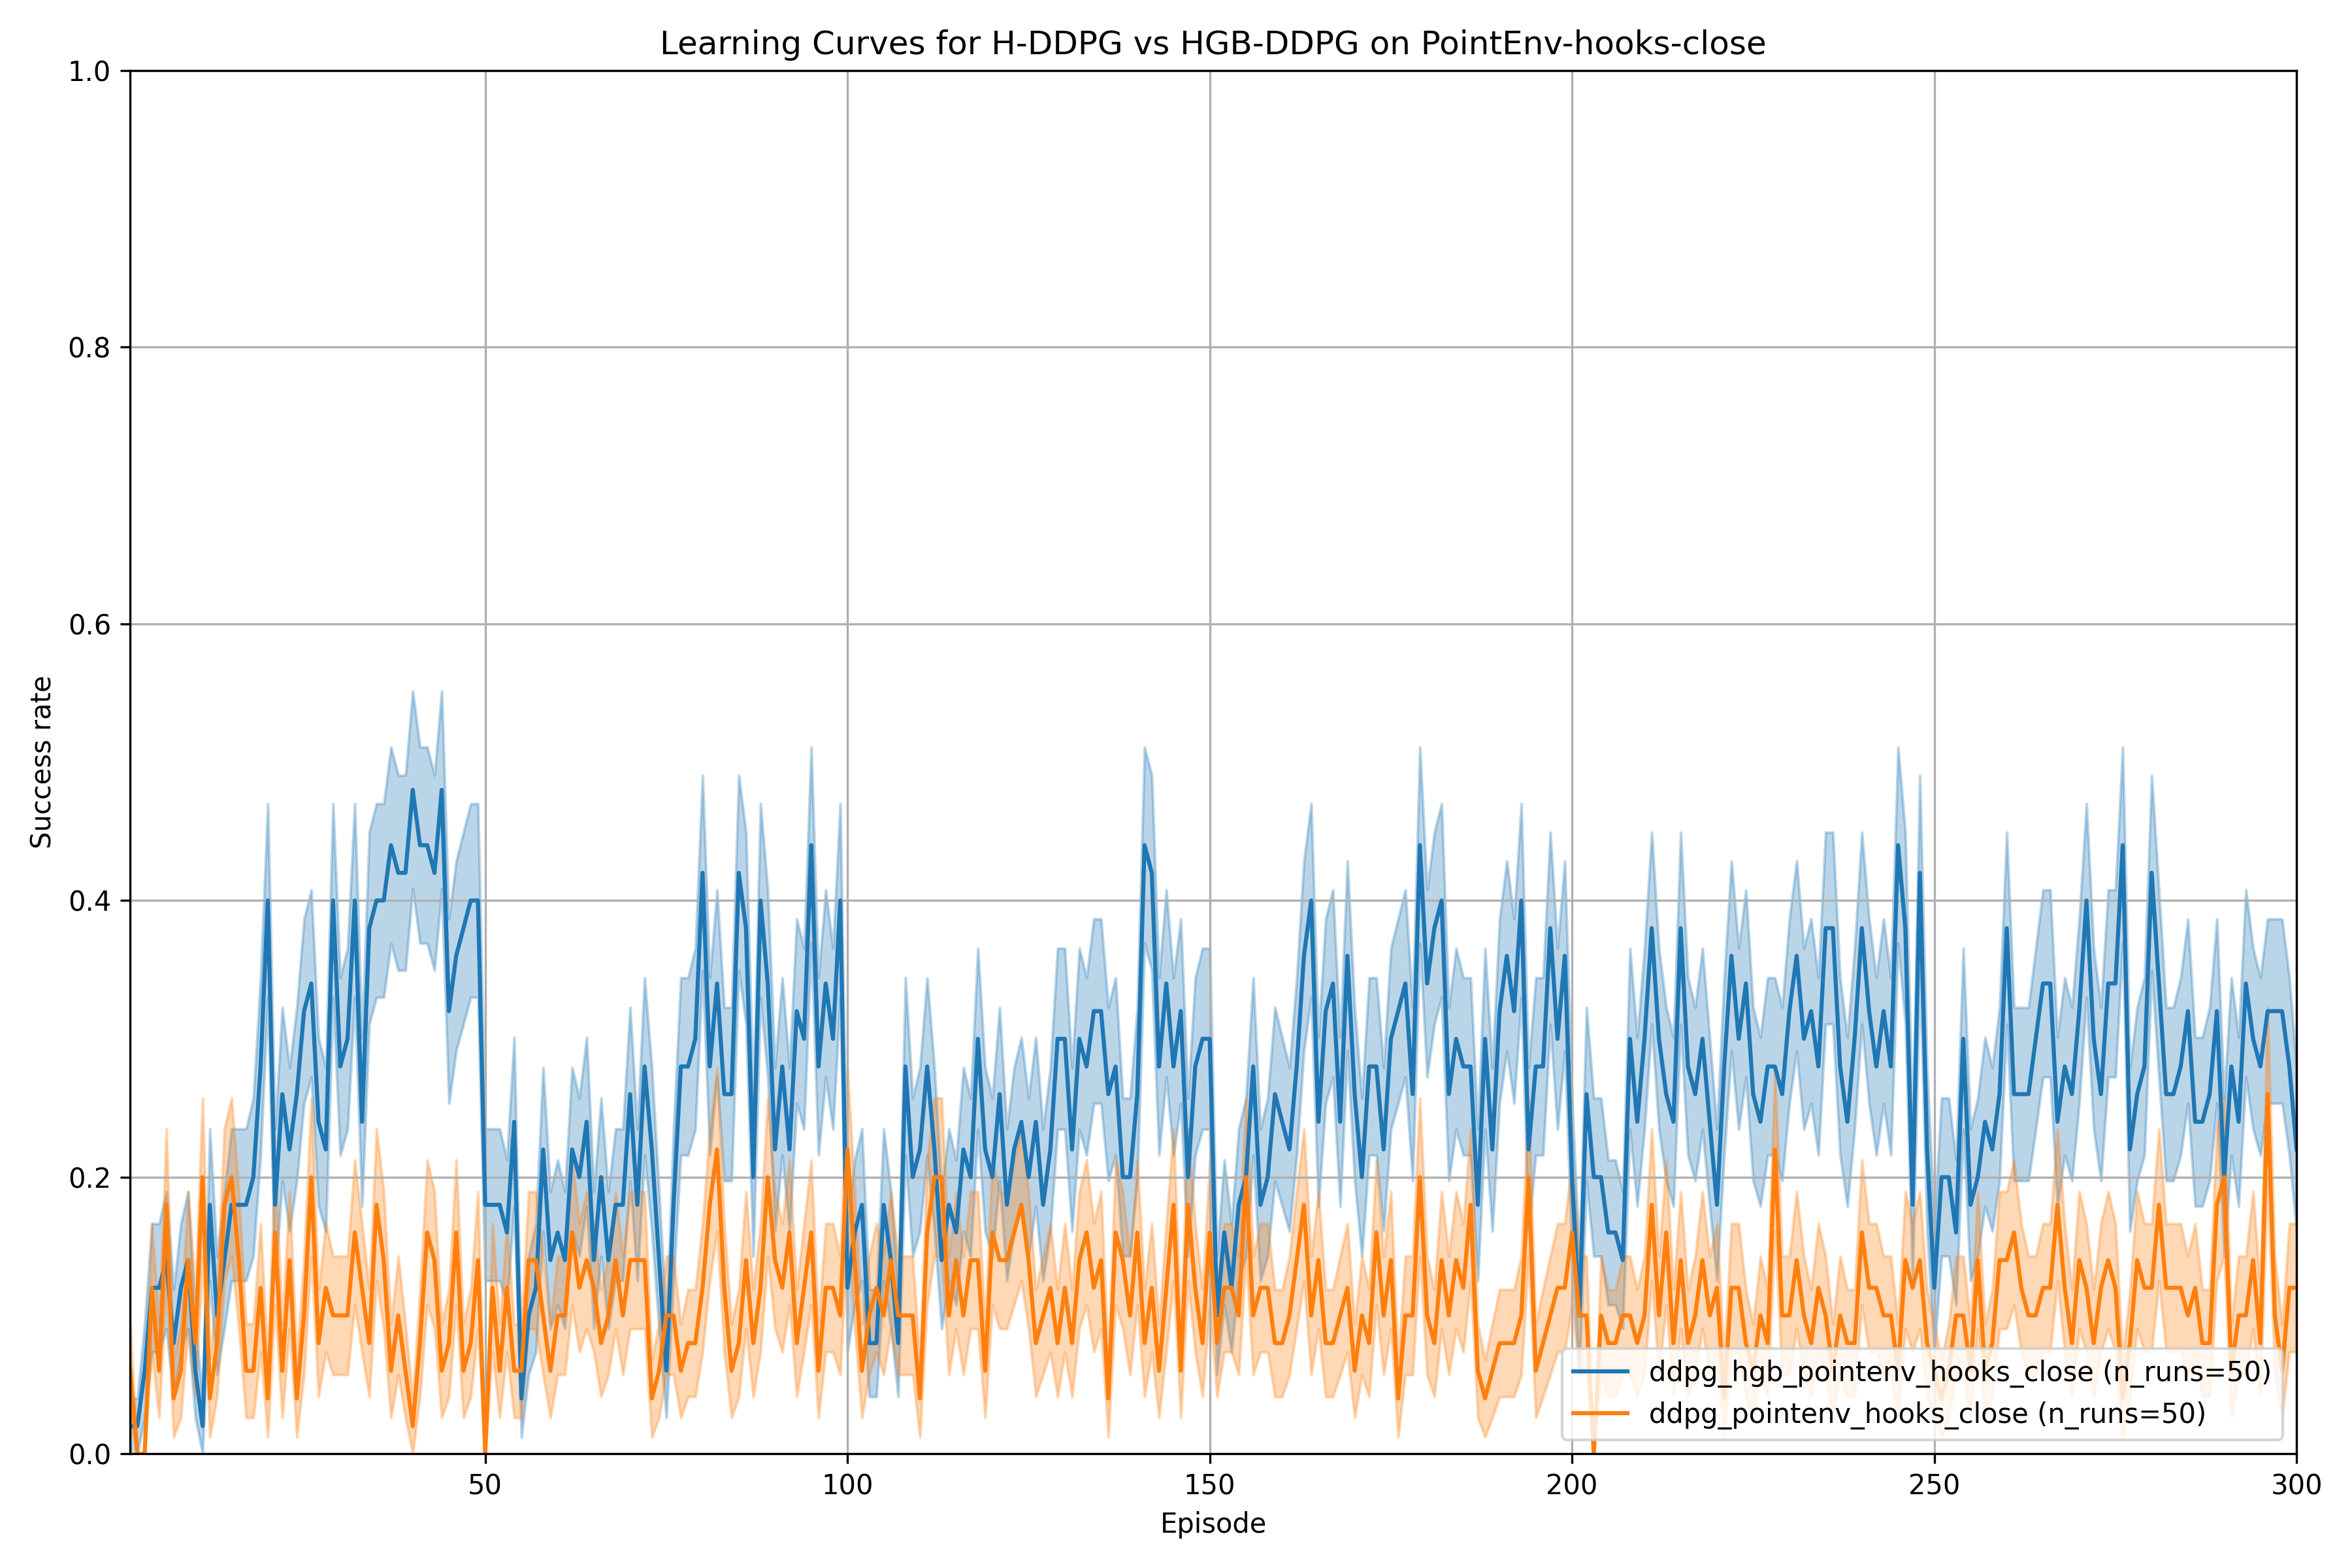 Learning Curves for H-DDPG vs HGB-DDPG on PointEnv-hooks-close
1.0
0.8
0.6
0.4
0.2
0.0
Success rate
50 100 150 200 250 300
Episode
ddpg_hgb_pointenv_hooks_close (n_runs=50)
ddpg_pointenv_hooks_close (n_runs=50)